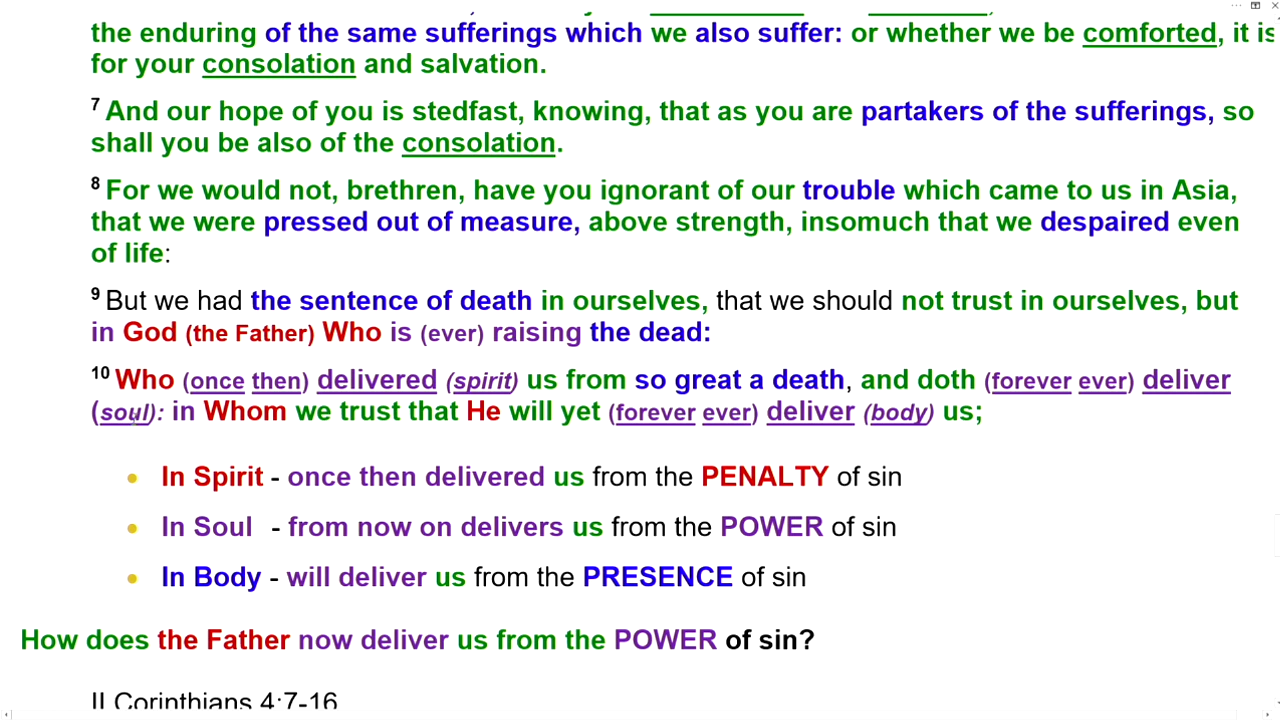 the enduring of the same sufferings which we also suffer: or whether we be comforted, it is
for your consolation and salvation.
7 And our hope of you is stedfast, knowing, that as you are partakers of the sufferings, so
shall you be also of the consolation.
8 For we would not, brethren, have you ignorant of our trouble which came to us in Asia,
that we were pressed out of measure, above strength, insomuch that we despaired even
of life:
9 But we had the sentence of death in ourselves, that we should not trust in ourselves, but
in God (the Father) Who is (ever) raising the dead:
10 Who (once then) delivered (spirit) us from so great a death, and doth (forever ever) deliver
(soul): in Whom we trust that He will yet (forever ever) deliver (body) us;
• In Spirit - once then delivered us from the PENALTY of sin
• In Soul - from now on delivers us from the POWER of sin
• In Body - will deliver us from the PRESENCE of sin
How does the Father now deliver us from the POWER of sin?
II Corinthians 4:7-16